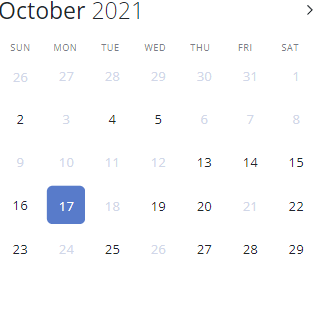 October 2021
SUN MON TUE WED THU FRI SAT
26 27 28 29 30 31 1
2 3 4 5 6 7 8
9 10 11 12 13 14 15
16 17 18 19 20 21 22
23 24 25 26 27 28 29